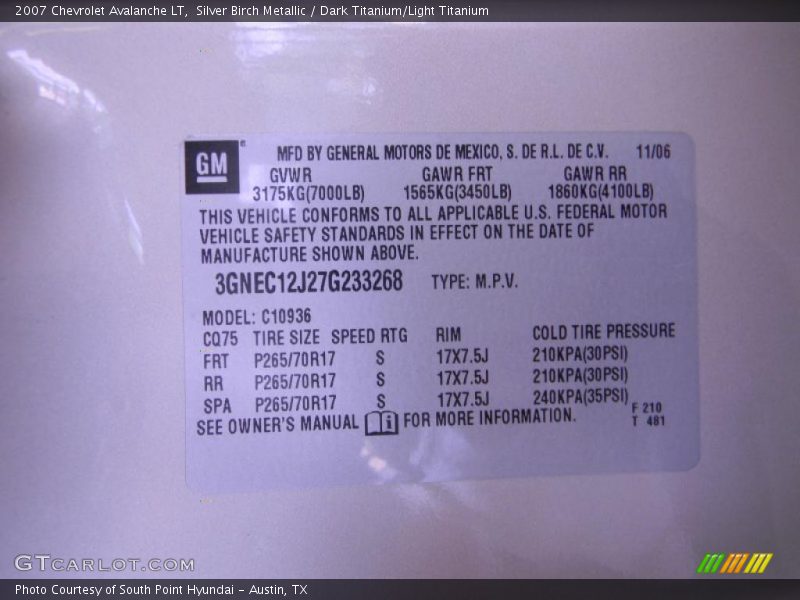 2007 Chevrolet Avalanche LT, Silver Birch Metallic / Dark Titanium/Light Titanium
GM
MFD BY GENERAL MOTORS DE MEXICO, S. DE R.L. DE C.V. 11/06
GVWR GAWR FRT GAWR RR
3175KG(7000LB) 1565KG(3450LB) 1860KG(4100LB)
THIS VEHICLE CONFORMS TO ALL APPLICABLE U.S. FEDERAL MOTOR
VEHICLE SAFETY STANDARDS IN EFFECT ON THE DATE OF
MANUFACTURE SHOWN ABOVE.
3GNEC12J27G233268 TYPE: M.P.V.
MODEL: C10936
CQ75 TIRE SIZE SPEED RTG RIM COLD TIRE PRESSURE
FRT P265/70R17 S 17X7.5J 210KPA(30PSI)
RR P265/70R17 S 17X7.5J 210KPA(30PSI)
SPA P265/70R17 S 17X7.5J 240KPA(35PSI)
SEE OWNER'S MANUAL FOR MORE INFORMATION.
F 210
T 481
GTCARLOT.COM
Photo Courtesy of South Point Hyundai - Austin, TX